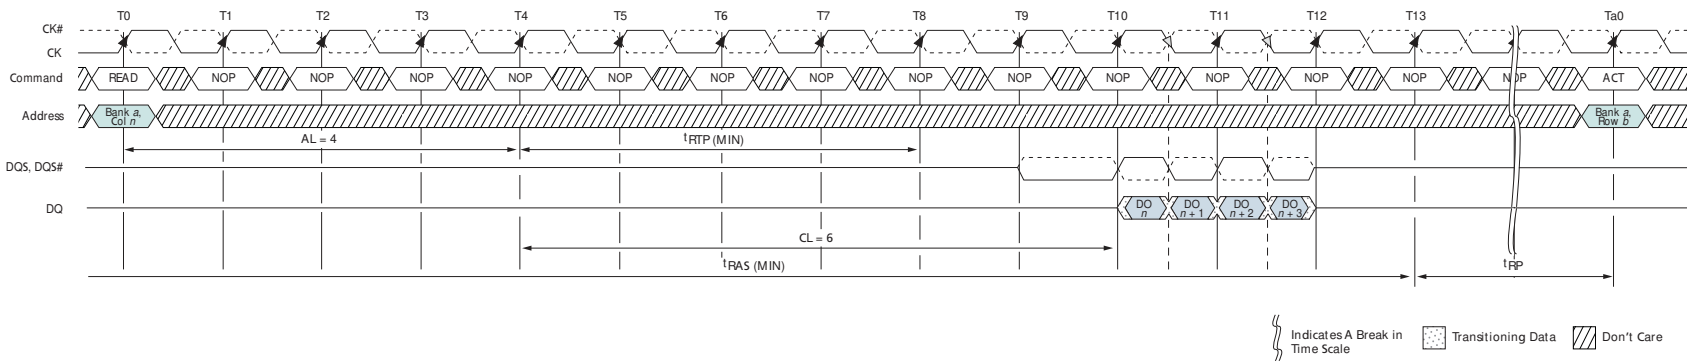 T0 T1 T2 T3 T4 T5 T6 T7 T8 T9 T10 T11 T12 T13 Ta0
CK#
CK
Command READ NOP NOP NOP NOP NOP NOP NOP NOP NOP NOP NOP NOP NOP NOP ACT
Address Bank a, Col n Bank a, Row b
AL = 4 tRTP (MIN)
DQS, DQS#
DQ DO n DO n + 1 DO n + 2 DO n + 3
CL = 6
tRAS (MIN) tRP
Indicates A Break in Transitioning Data Don't Care
Time Scale